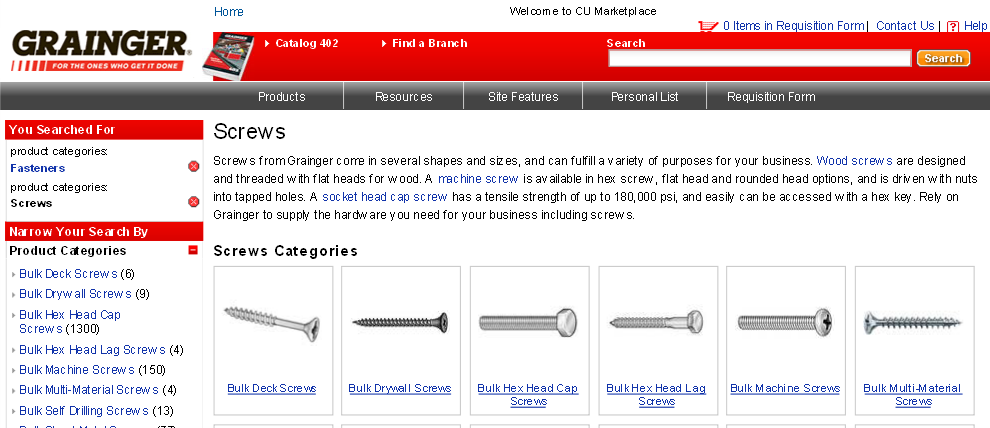 Home
Welcome to CU Marketplace
0 Items in Requisition Form | Contact Us | Help
GRAINGER®
FOR THE ONES WHO GET IT DONE
Catalog 402
Find a Branch
Search
Search
Products
Resources
Site Features
Personal List
Requisition Form
You Searched For
product categories:
Fasteners
product categories:
Screws
Narrow Your Search By
Product Categories
Bulk Deck Screws (6)
Bulk Drywall Screws (9)
Bulk Hex Head Cap
Screws (1300)
Bulk Hex Head Lag Screws (4)
Bulk Machine Screws (150)
Bulk Multi-Material Screws (4)
Bulk Self Drilling Screws (13)
Screws
Screws from Grainger come in several shapes and sizes, and can fulfill a variety of purposes for your business. Wood screws are designed
and threaded with flat heads for wood. A machine screw is available in hex screw, flat head and rounded head options, and is driven with nuts
into tapped holes. A socket head cap screw has a tensile strength of up to 180,000 psi, and easily can be accessed with a hex key. Rely on
Grainger to supply the hardware you need for your business including screws.
Screws Categories
Bulk Deck Screws
Bulk Drywall Screws
Bulk Hex Head Cap
Screws
Bulk Hex Head Lag
Screws
Bulk Machine Screws
Bulk Multi-Material
Screws